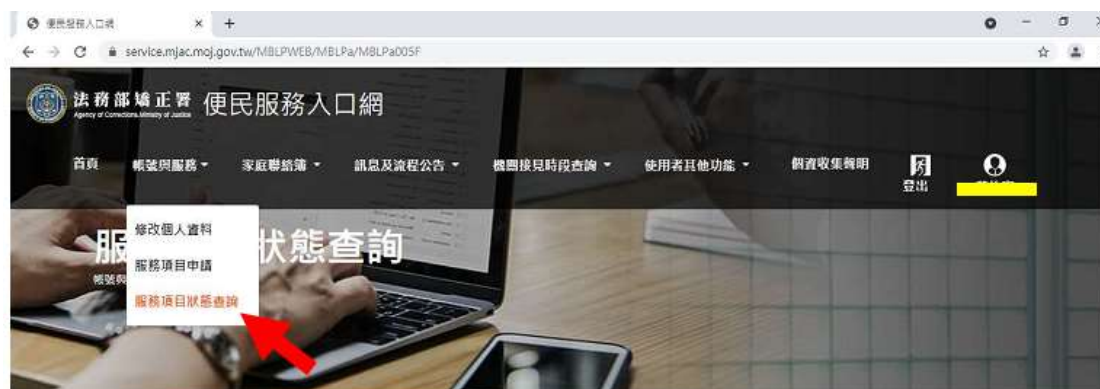 便民服務入口網
service.mjac.moj.gov.tw/MBLPWEB/MBLPa/MBLPa005F
法務部矯正署 便民服務入口網
Agency of Corrections, Ministry of Justice
首頁 帳號與服務 家庭聯絡簿 訊息及流程公告 機關接見時段查詢 使用者其他功能 個資收集聲明 登出
修改個人資料
服務項目申請
服務項目狀態查詢
服 狀態查詢
帳號與